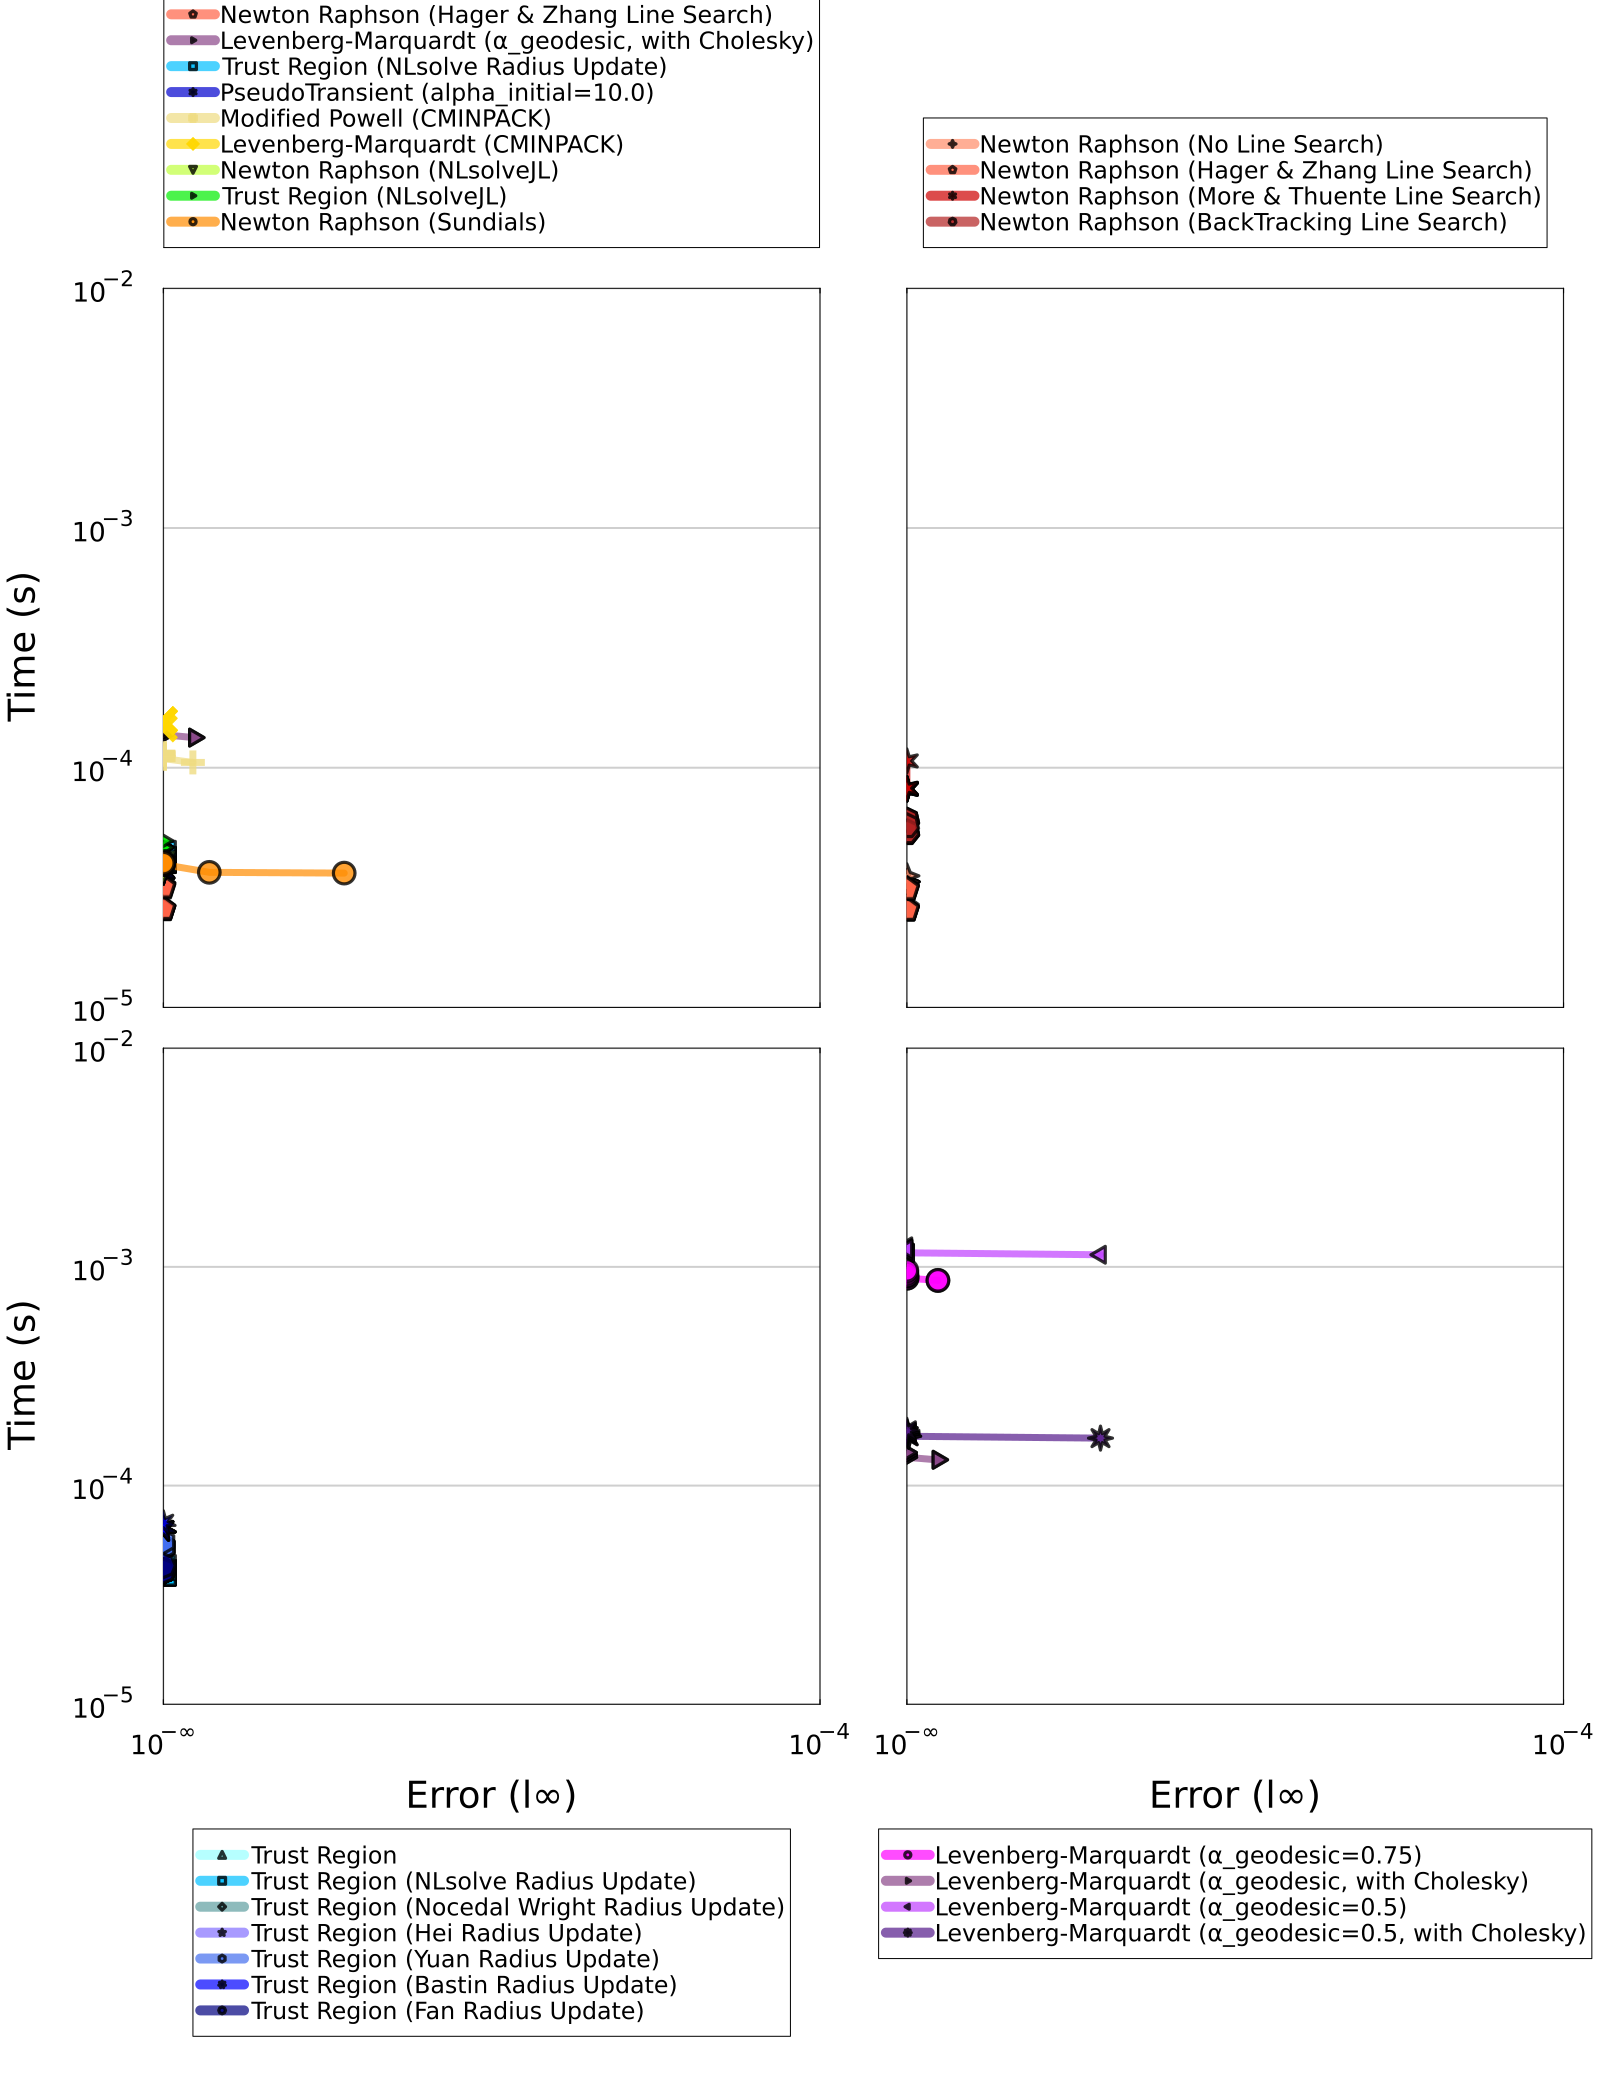 Newton Raphson (Hager & Zhang Line Search)
Levenberg-Marquardt (α_geodesic, with Cholesky)
Trust Region (NLsolve Radius Update)
PseudoTransient (alpha_initial=10.0)
Modified Powell (CMINPACK)
Levenberg-Marquardt (CMINPACK)
Newton Raphson (NLsolveJL)
Trust Region (NLsolveJL)
Newton Raphson (Sundials)
Newton Raphson (No Line Search)
Newton Raphson (Hager & Zhang Line Search)
Newton Raphson (More & Thuente Line Search)
Newton Raphson (BackTracking Line Search)
10⁻²
10⁻³
10⁻⁴
10⁻⁵
Time (s)
10⁻²
10⁻³
10⁻⁴
10⁻⁵
Time (s)
10^−∞
10⁻⁴
10^−∞
10⁻⁴
Error (l∞)
Error (l∞)
Trust Region
Trust Region (NLsolve Radius Update)
Trust Region (Nocedal Wright Radius Update)
Trust Region (Hei Radius Update)
Trust Region (Yuan Radius Update)
Trust Region (Bastin Radius Update)
Trust Region (Fan Radius Update)
Levenberg-Marquardt (α_geodesic=0.75)
Levenberg-Marquardt (α_geodesic, with Cholesky)
Levenberg-Marquardt (α_geodesic=0.5)
Levenberg-Marquardt (α_geodesic=0.5, with Cholesky)